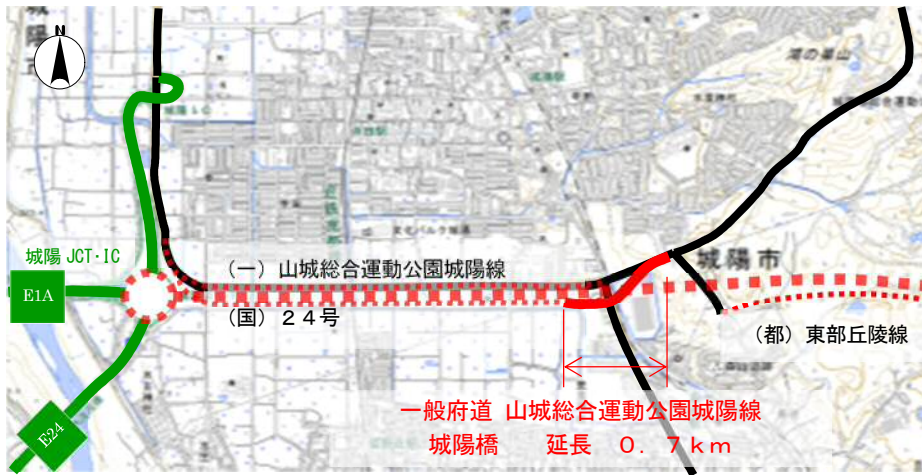 N
城陽 JCT･IC
E1A
E24
（一）山城総合運動公園城陽線
（国）２４号
城陽市
（都）東部丘陵線
一般府道 山城総合運動公園城陽線
城陽橋　延長　０．７ｋｍ